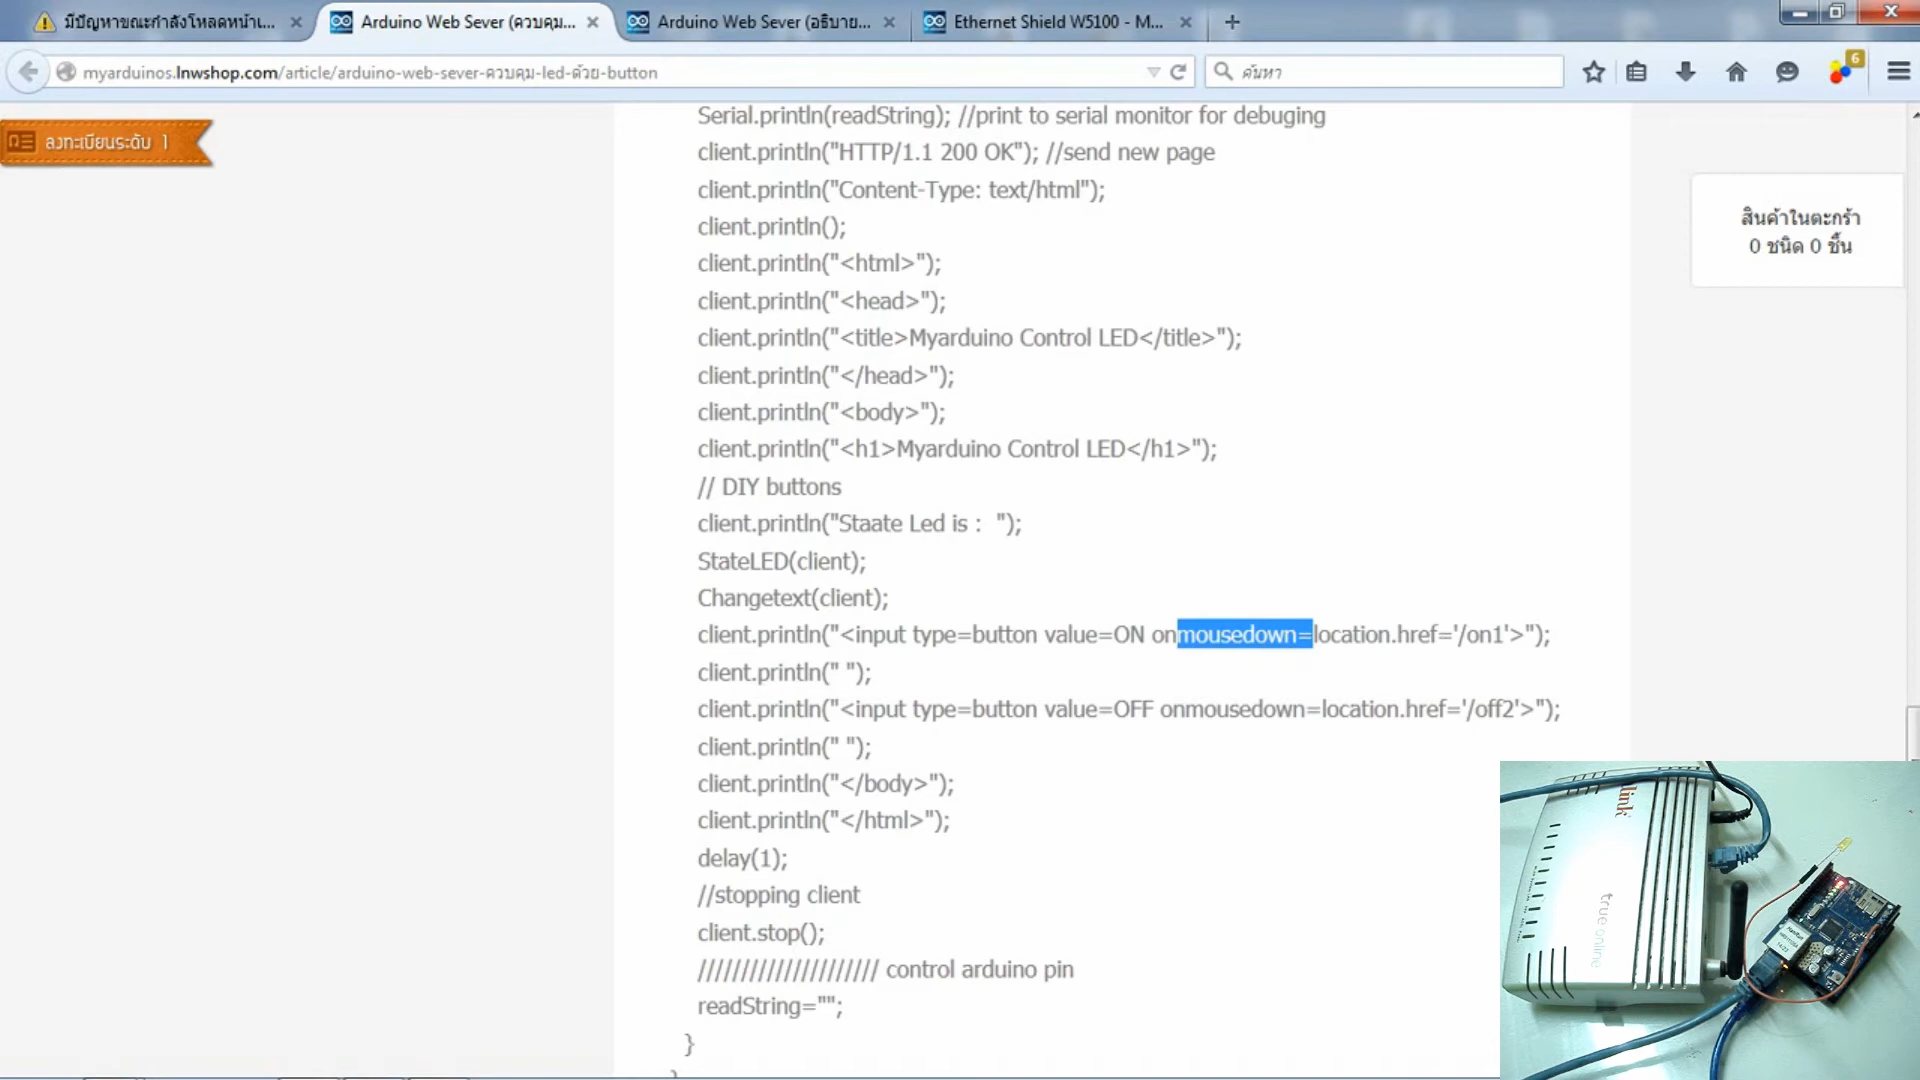 มีปัญหาขณะกำลังโหลดหน้าเ...
Arduino Web Sever (ควบคุม...
Arduino Web Sever (อธิบาย...
Ethernet Shield W5100 - M...
myarduinos.lnwshop.com/article/arduino-web-sever-ควบคุม-led-ด้วย-button
ค้นหา
6
ลงทะเบียนระดับ 1
สินค้าในตะกร้า
0 ชนิด 0 ชิ้น
Serial.println(readString); //print to serial monitor for debuging
client.println("HTTP/1.1 200 OK"); //send new page
client.println("Content-Type: text/html");
client.println();
client.println("<html>");
client.println("<head>");
client.println("<title>Myarduino Control LED</title>");
client.println("</head>");
client.println("<body>");
client.println("<h1>Myarduino Control LED</h1>");
// DIY buttons
client.println("Staate Led is :  ");
StateLED(client);
Changetext(client);
client.println("<input type=button value=ON onmousedown=location.href='/on1'>");
client.println(" ");
client.println("<input type=button value=OFF onmousedown=location.href='/off2'>");
client.println(" ");
client.println("</body>");
client.println("</html>");
delay(1);
//stopping client
client.stop();
///////////////////// control arduino pin
readString="";
}
link
true online